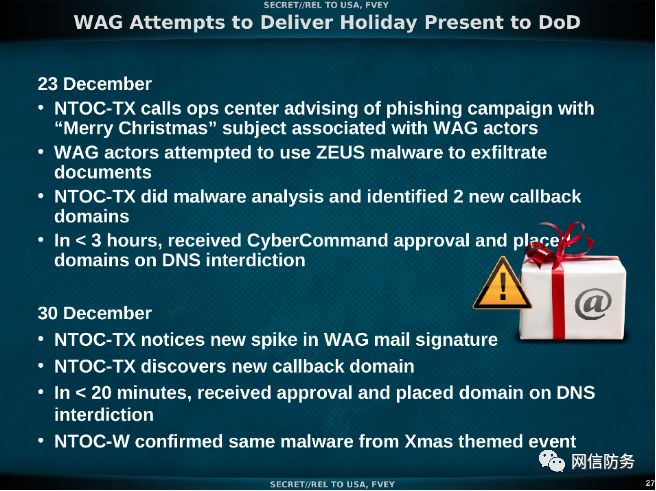 SECRET//REL TO USA, FVEY
WAG Attempts to Deliver Holiday Present to DoD
23 December
• NTOC-TX calls ops center advising of phishing campaign with
“Merry Christmas” subject associated with WAG actors
• WAG actors attempted to use ZEUS malware to exfiltrate
documents
• NTOC-TX did malware analysis and identified 2 new callback
domains
• In < 3 hours, received CyberCommand approval and placed
domains on DNS interdiction
@
30 December
• NTOC-TX notices new spike in WAG mail signature
• NTOC-TX discovers new callback domain
• In < 20 minutes, received approval and placed domain on DNS
interdiction
• NTOC-W confirmed same malware from Xmas themed event
网信防务
SECRET//REL TO USA, FVEY
27